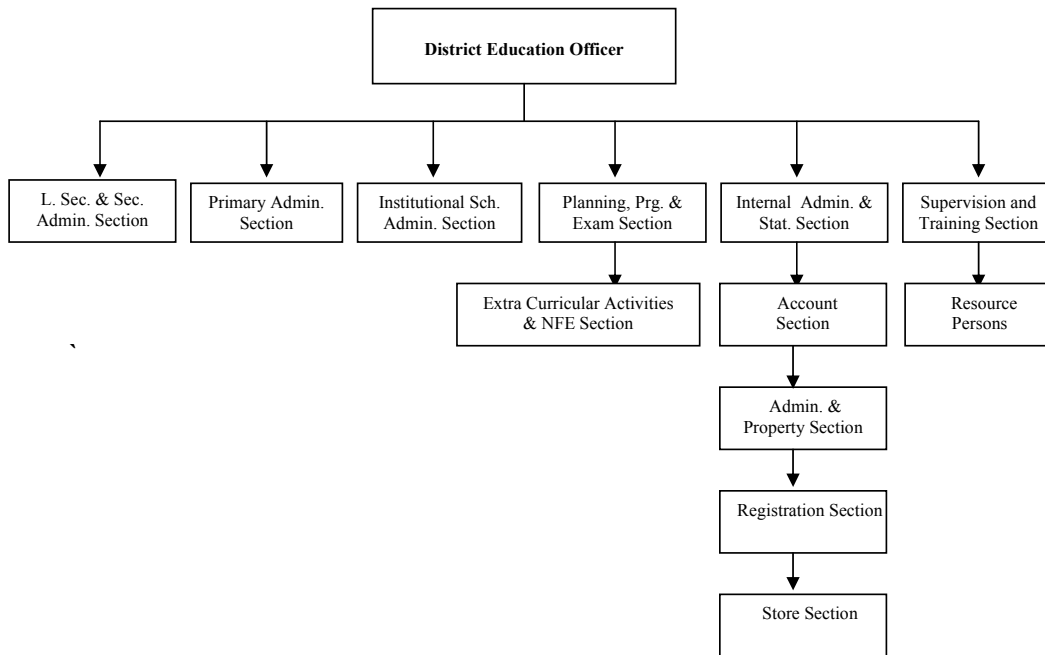 District Education Officer
L. Sec. & Sec.
Admin. Section
Primary Admin.
Section
Institutional Sch.
Admin. Section
Planning, Prg. &
Exam Section
Internal Admin. &
Stat. Section
Supervision and
Training Section
Extra Curricular Activities
& NFE Section
Account
Section
Resource
Persons
`
Admin. &
Property Section
Registration Section
Store Section